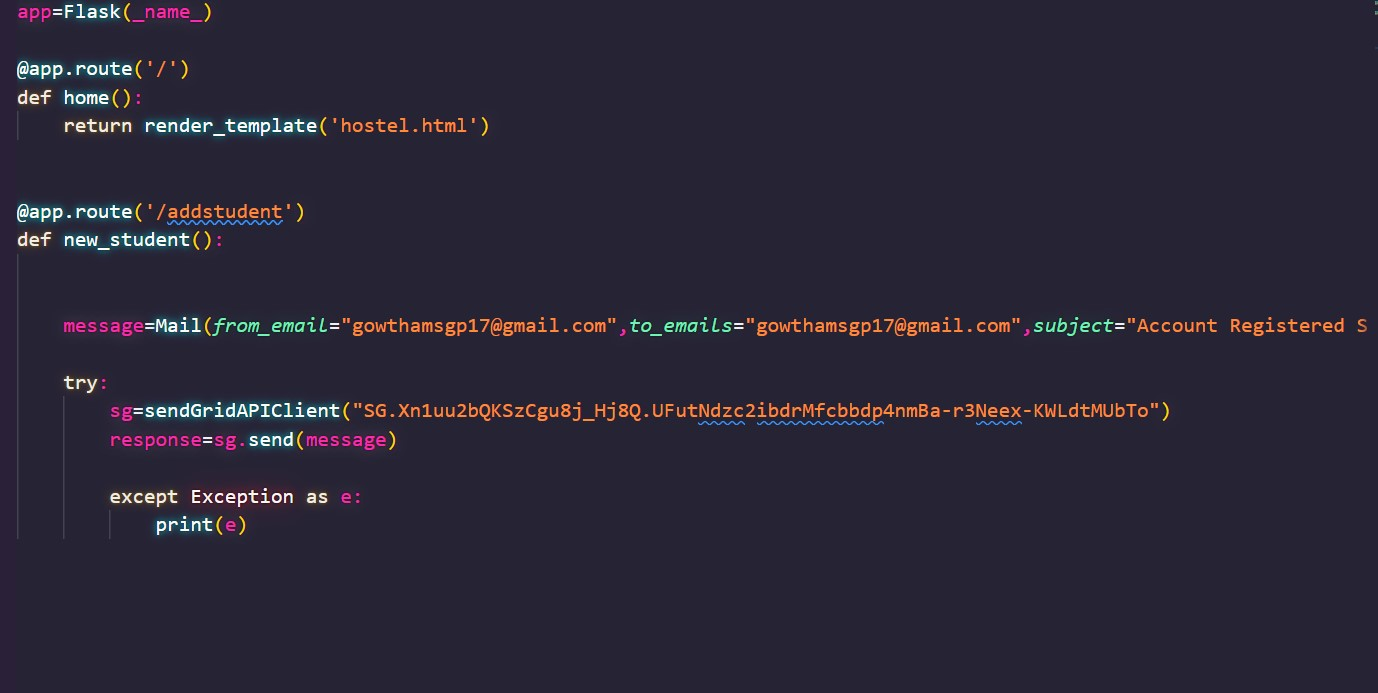 app=Flask(_name_)
@app.route('/')
def home():
return render_template('hostel.html')
@app.route('/addstudent')
def new_student():
message=Mail(from_email="gowthamsgp17@gmail.com",to_emails="gowthamsgp17@gmail.com",subject="Account Registered S
try:
sg=sendGridAPIClient("SG.Xn1uu2bQKSzCgu8j_Hj8Q.UFutNdzc2ibdrMfcbbdp4nmBa-r3Neex-KWLdtMUbTo")
response=sg.send(message)
except Exception as e:
print(e)